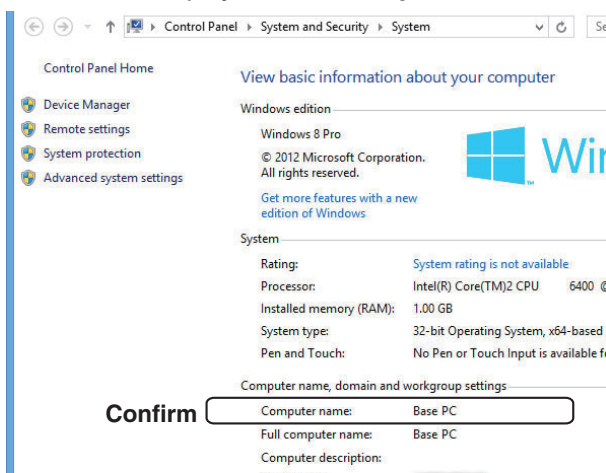 Control Panel ▸ System and Security ▸ System
Control Panel Home
Device Manager
Remote settings
System protection
Advanced system settings
View basic information about your computer
Windows edition
Windows 8 Pro
© 2012 Microsoft Corporation.
All rights reserved.
Get more features with a new
edition of Windows
System
Rating: System rating is not available
Processor: Intel(R) Core(TM)2 CPU 6400 @
Installed memory (RAM): 1.00 GB
System type: 32-bit Operating System, x64-based
Pen and Touch: No Pen or Touch Input is available
Computer name, domain and workgroup settings
Confirm
Computer name: Base PC
Full computer name: Base PC
Computer description: